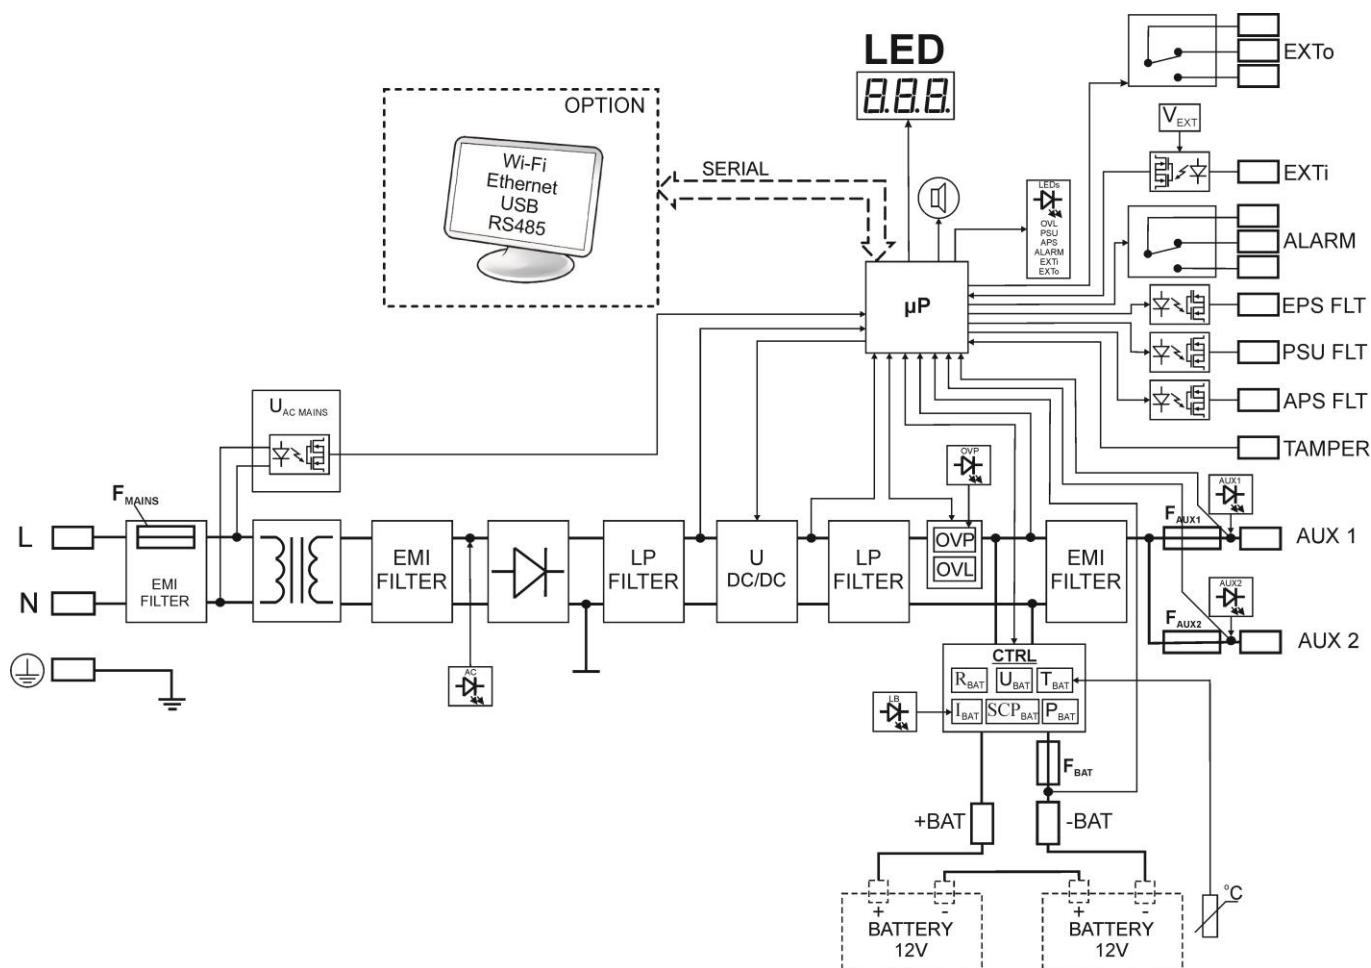 LED
8.8.8.
OPTION
Wi-Fi
Ethernet
USB
RS485
SERIAL
EXTo
VEXT
EXTi
LEDs
OVL
PSU
APS
ALARM
EXTi
EXTo
ALARM
µP
EPS FLT
PSU FLT
APS FLT
TAMPER
UAC MAINS
FMAINS
OVP
AUX1
L
EMI
FILTER
EMI
FILTER
LP
FILTER
U
DC/DC
LP
FILTER
OVP
OVL
EMI
FILTER
FAUX1
AUX 1
N
AUX2
FAUX2
AUX 2
AC
CTRL
RBAT
UBAT
TBAT
LB
IBAT
SCPBAT
PBAT
FBAT
+BAT
-BAT
°C
+
-
BATTERY
12V
+
-
BATTERY
12V